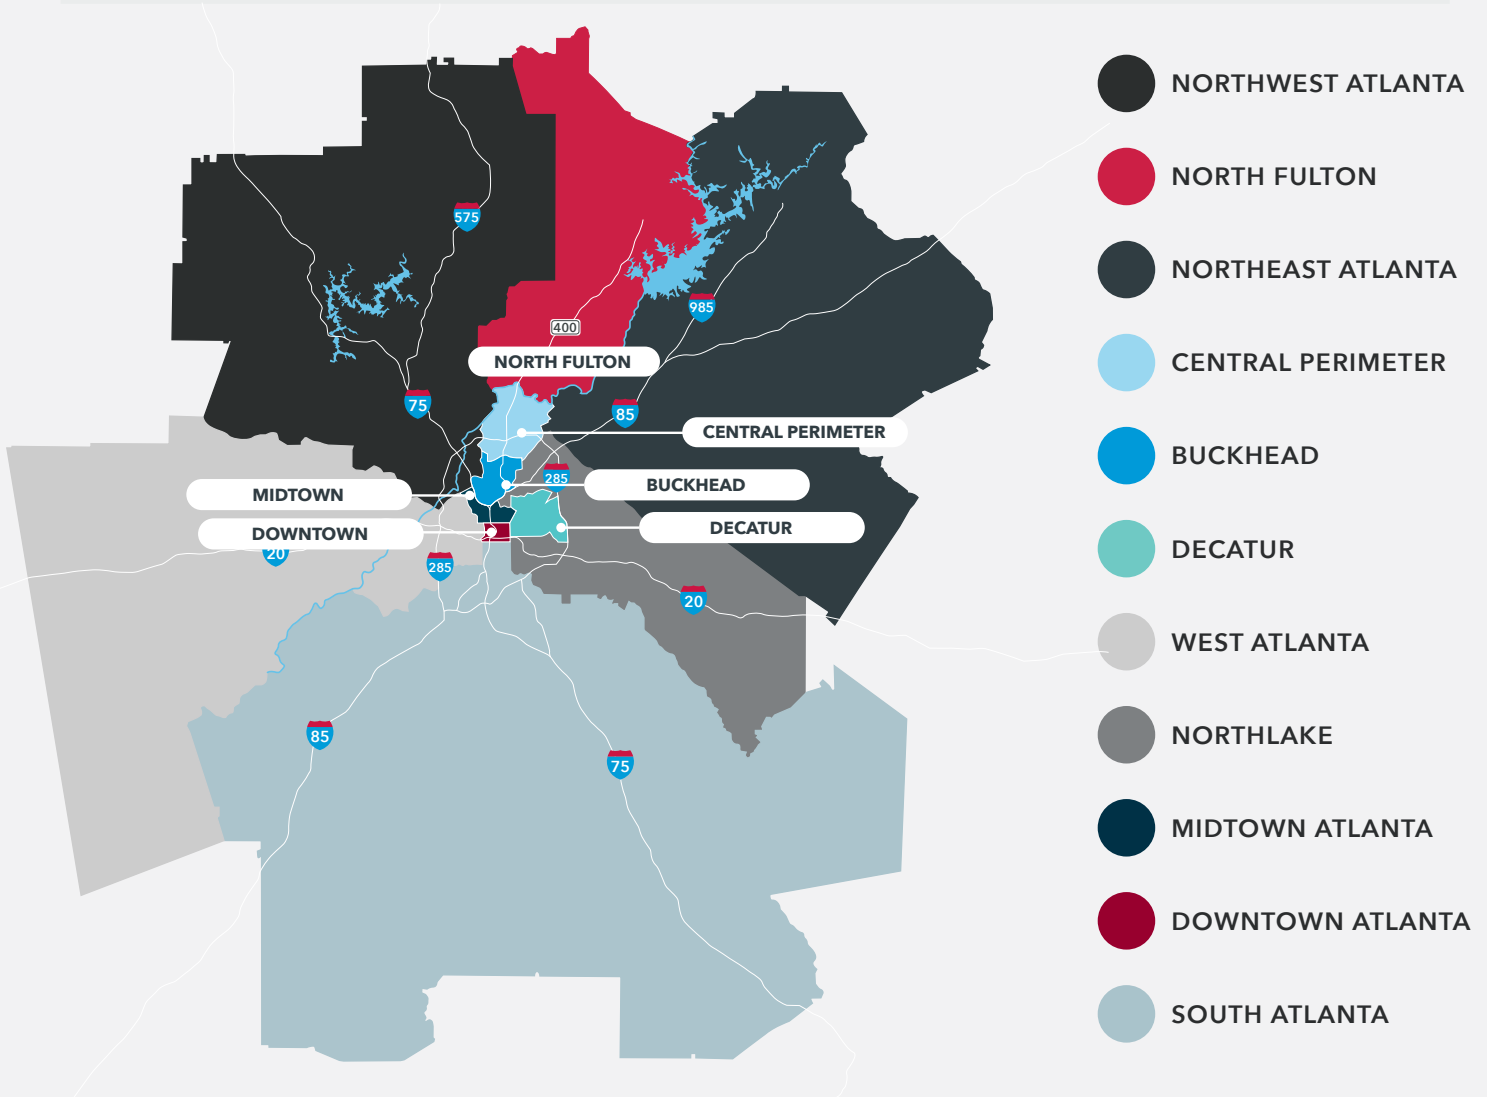 NORTHWEST ATLANTA
NORTH FULTON
NORTHEAST ATLANTA
CENTRAL PERIMETER
BUCKHEAD
DECATUR
WEST ATLANTA
NORTHLAKE
MIDTOWN ATLANTA
DOWNTOWN ATLANTA
SOUTH ATLANTA
575
985
400
NORTH FULTON
75
85
CENTRAL PERIMETER
285
BUCKHEAD
MIDTOWN
DECATUR
DOWNTOWN
20
285
20
85
75